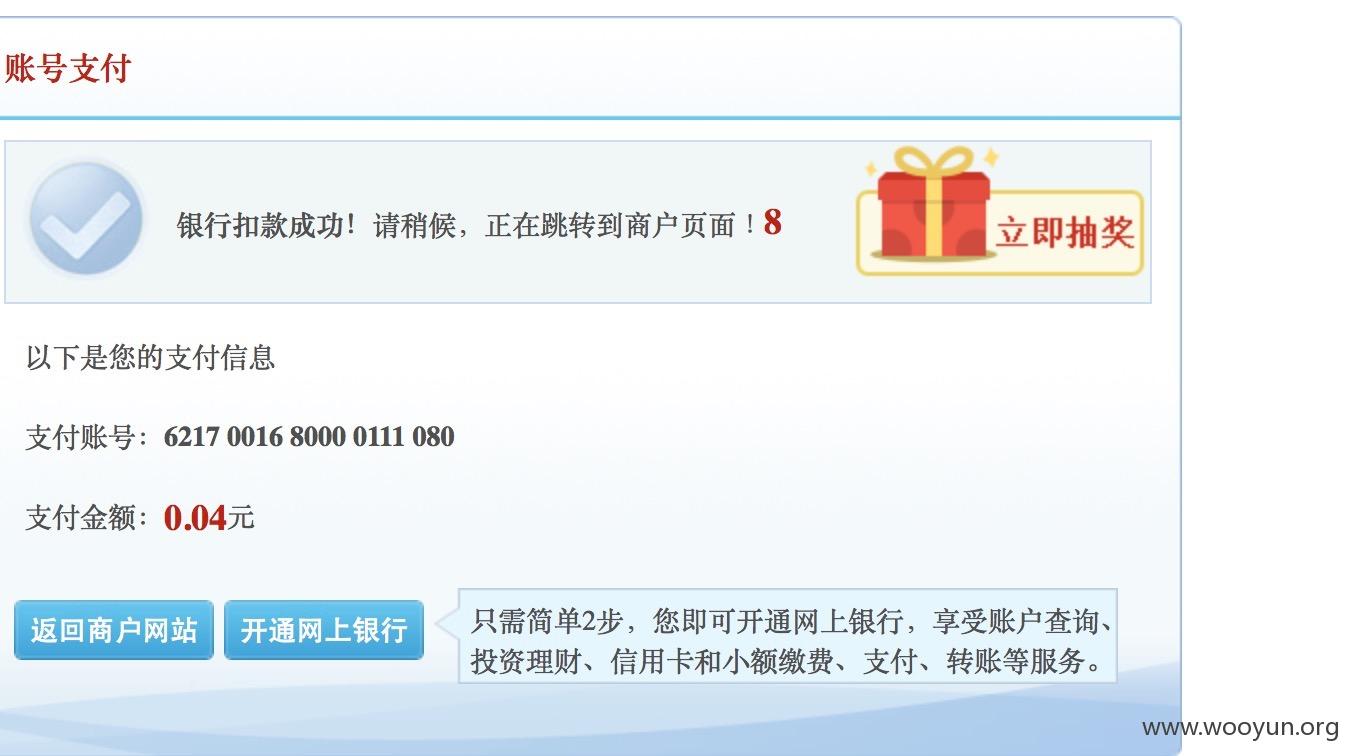 账号支付
银行扣款成功！请稍候，正在跳转到商户页面！8
立即抽奖
以下是您的支付信息
支付账号：6217 0016 8000 0111 080
支付金额：0.04元
返回商户网站
开通网上银行
只需简单2步，您即可开通网上银行，享受账户查询、
投资理财、信用卡和小额缴费、支付、转账等服务。
www.wooyun.org